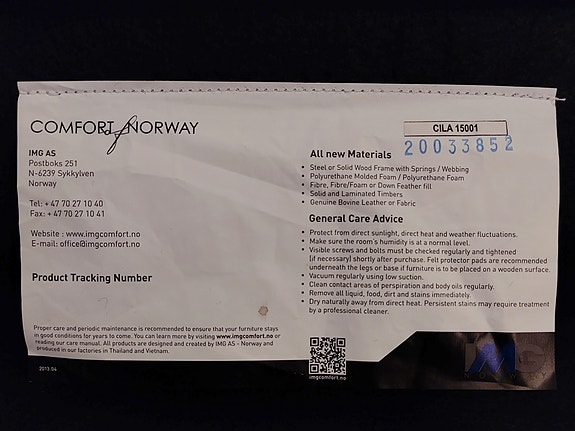 COMFORT of NORWAY
IMG AS
Postboks 251
N-6239 Sykkylven
Norway
Tel: + 47 70 27 10 40
Fax: + 47 70 27 10 41
Website : www.imgcomfort.no
E-mail: office@imgcomfort.no
Product Tracking Number
Proper care and periodic maintenance is recommended to ensure that your furniture stays
in good conditions for years to come. You can learn more by visiting www.imgcomfort.no or
reading our care manual. All products are designed and created by IMG AS - Norway and
produced in our factories in Thailand and Vietnam.
2013 04
CILA 15001
20033852
All new Materials
• Steel or Solid Wood Frame with Springs / Webbing
• Polyurethane Molded Foam / Polyurethane Foam
• Fibre, Fibre/Foam or Down Feather fill
• Solid and Laminated Timbers
• Genuine Bovine Leather or Fabric
General Care Advice
• Protect from direct sunlight, direct heat and weather fluctuations.
• Make sure the room's humidity is at a normal level.
• Visible screws and bolts must be checked regularly and tightened
(if necessary) shortly after purchase. Felt protector pads are recommended
underneath the legs or base if furniture is to be placed on a wooden surface.
• Vacuum regularly using low suction.
• Clean contact areas of perspiration and body oils regularly.
• Remove all liquid, food, dirt and stains immediately.
• Dry naturally away from direct heat. Persistent stains may require treatment
by a professional cleaner.
imgcomfort.no
IMG